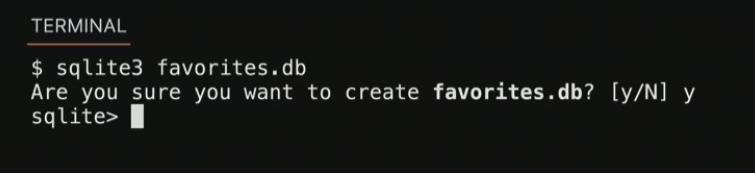 TERMINAL
$ sqlite3 favorites.db
Are you sure you want to create favorites.db? [y/N] y
sqlite>